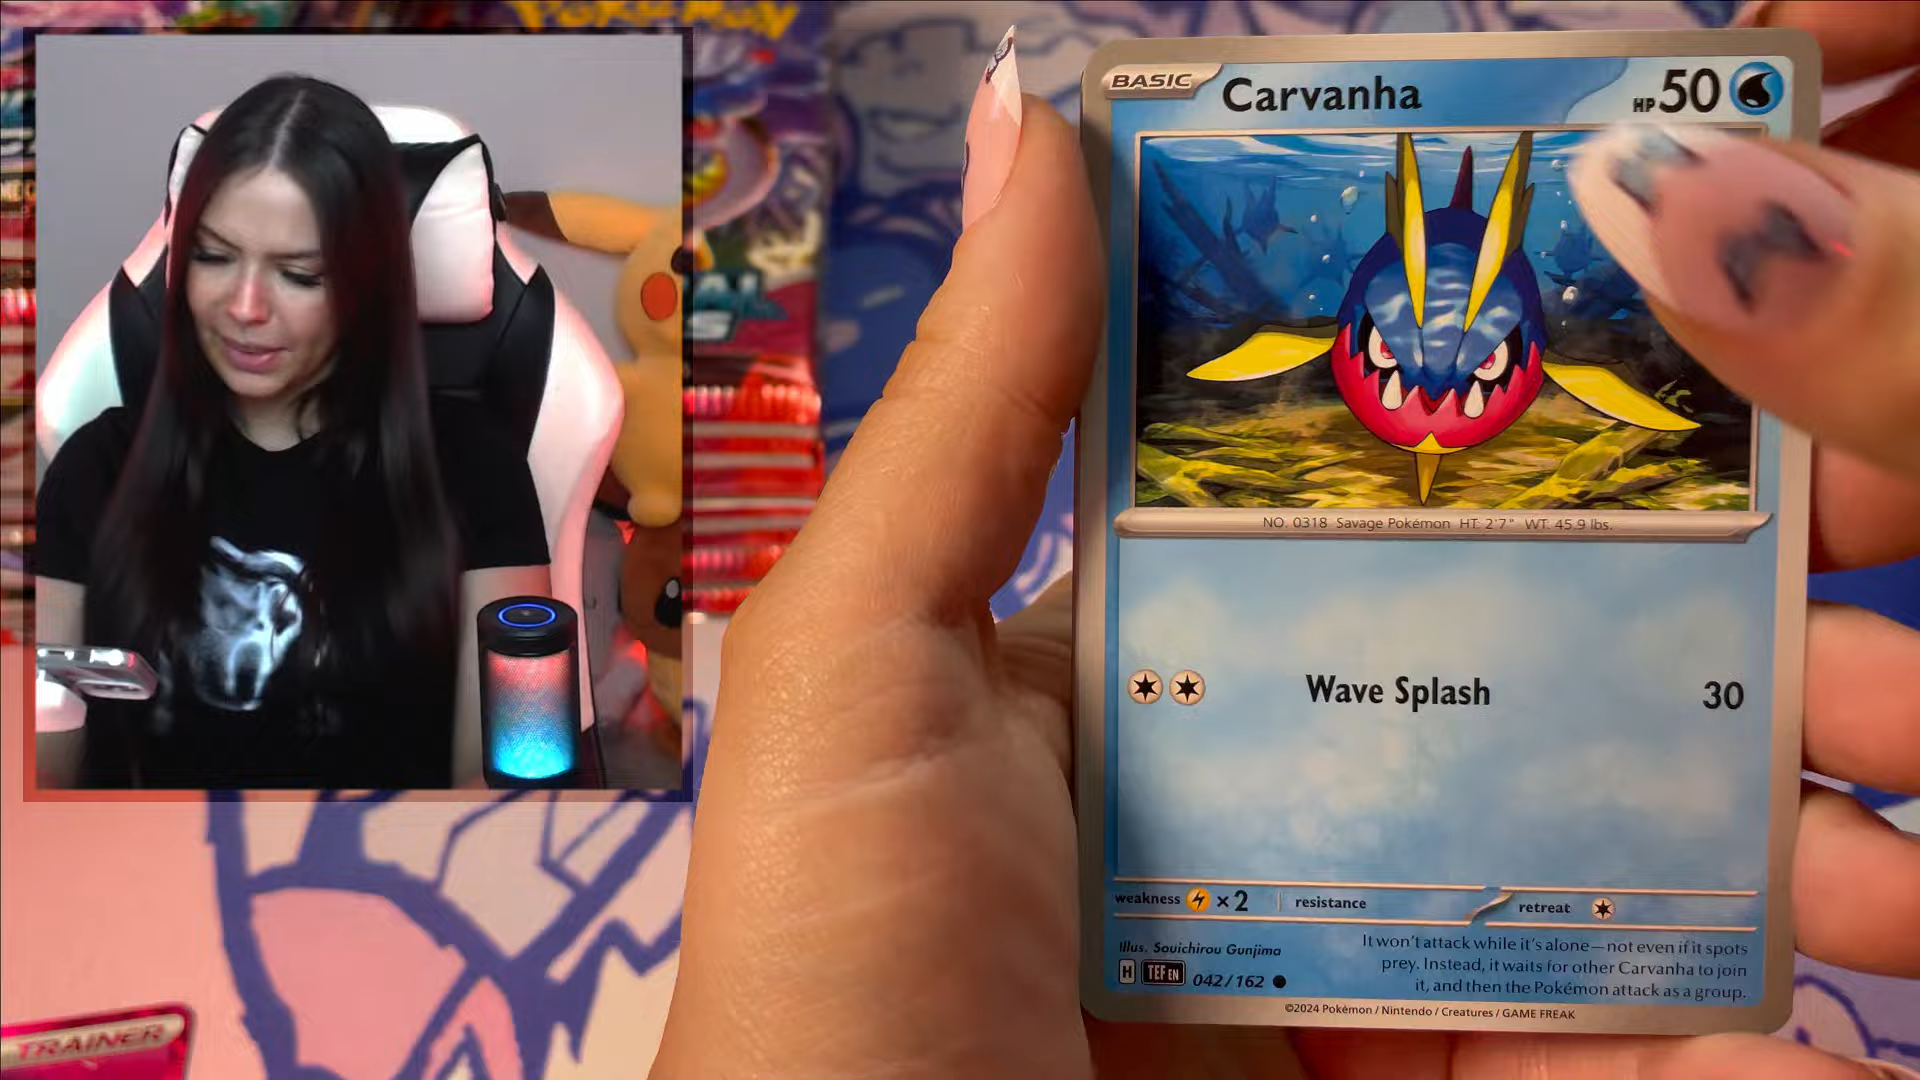 POKÉMON
BASIC
Carvanha
HP 50
NO. 0318 Savage Pokémon HT: 2'7" WT: 45.9 lbs.
Wave Splash 30
weakness ×2 resistance retreat
Illus. Souichirou Gunjima
H TEF EN 042/162
It won't attack while it's alone—not even if it spots
prey. Instead, it waits for other Carvanha to join
it, and then the Pokémon attack as a group.
©2024 Pokémon / Nintendo / Creatures / GAME FREAK
TRAINER